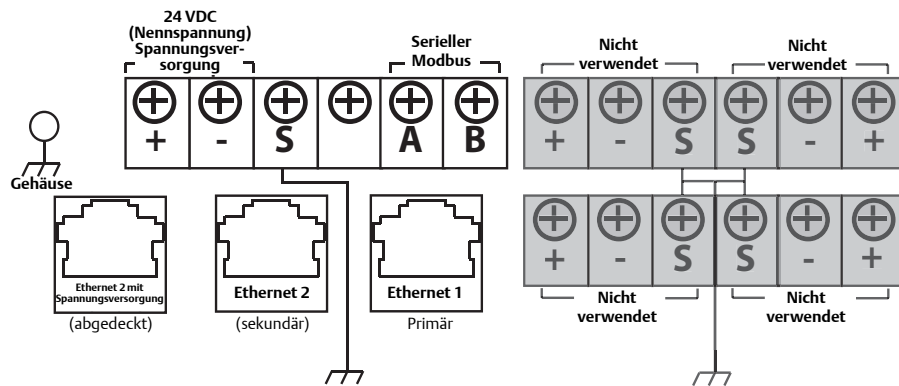 24 VDC
(Nennspannung)
Spannungsver-
sorgung
Serieller
Modbus
+ - S A B
Gehäuse
Ethernet 2 mit
Spannungsversorgung
(abgedeckt)
Ethernet 2
(sekundär)
Ethernet 1
Primär
Nicht
verwendet
Nicht
verwendet
+ - S S - +
+ - S S - +
Nicht
verwendet
Nicht
verwendet